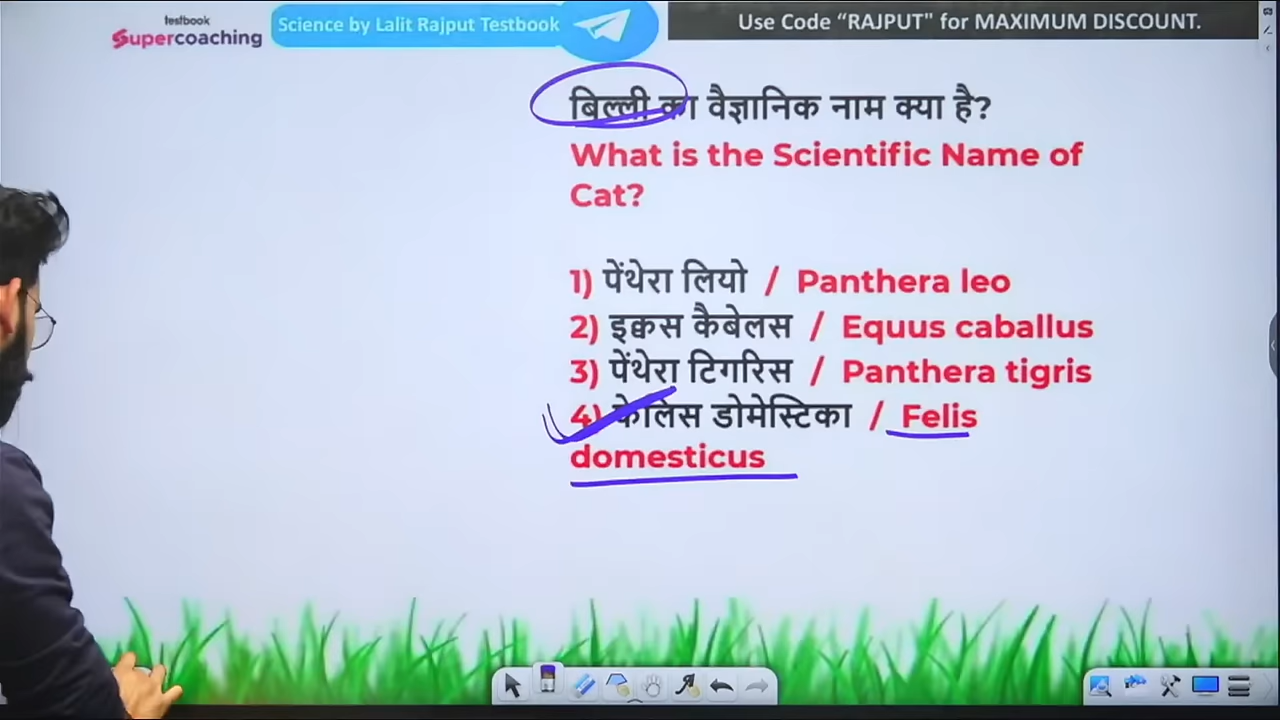 testbook
Supercoaching
Science by Lalit Rajput Testbook
Use Code “RAJPUT" for MAXIMUM DISCOUNT.
बिल्ली का वैज्ञानिक नाम क्या है?
What is the Scientific Name of
Cat?
1) पेंथेरा लियो / Panthera leo
2) इक्वस कैबेलस / Equus caballus
3) पेंथेरा टिगरिस / Panthera tigris
4) फेलिस डोमेस्टिका / Felis
domesticus